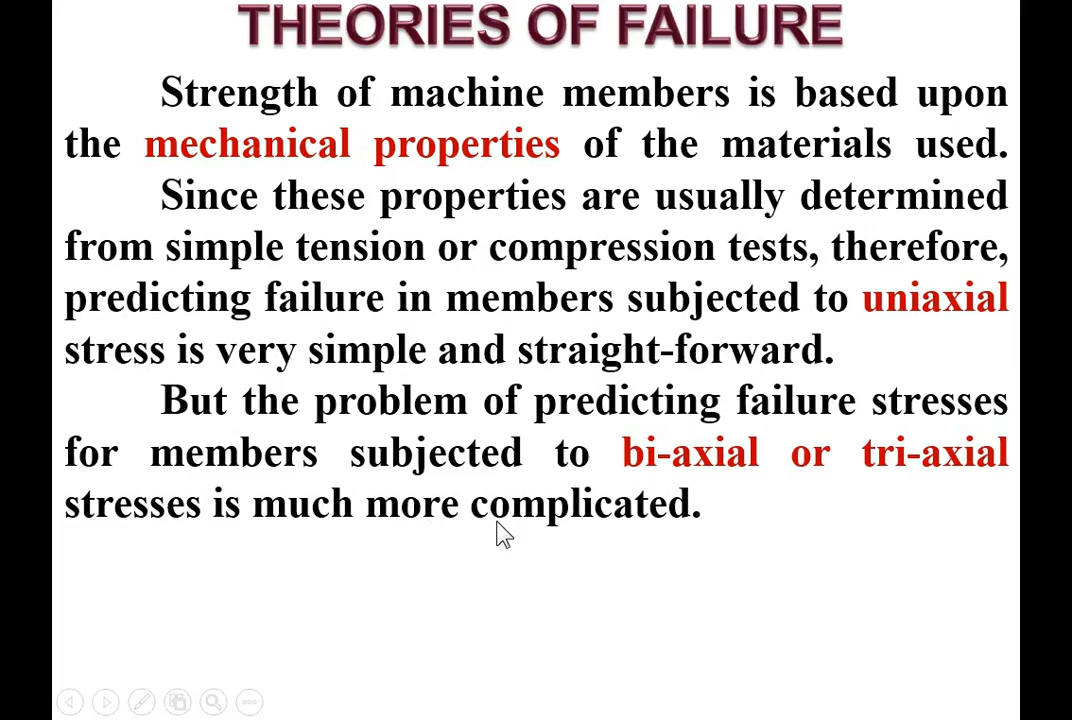 THEORIES OF FAILURE
Strength of machine members is based upon
the mechanical properties of the materials used.
Since these properties are usually determined
from simple tension or compression tests, therefore,
predicting failure in members subjected to uniaxial
stress is very simple and straight-forward.
But the problem of predicting failure stresses
for members subjected to bi-axial or tri-axial
stresses is much more complicated.